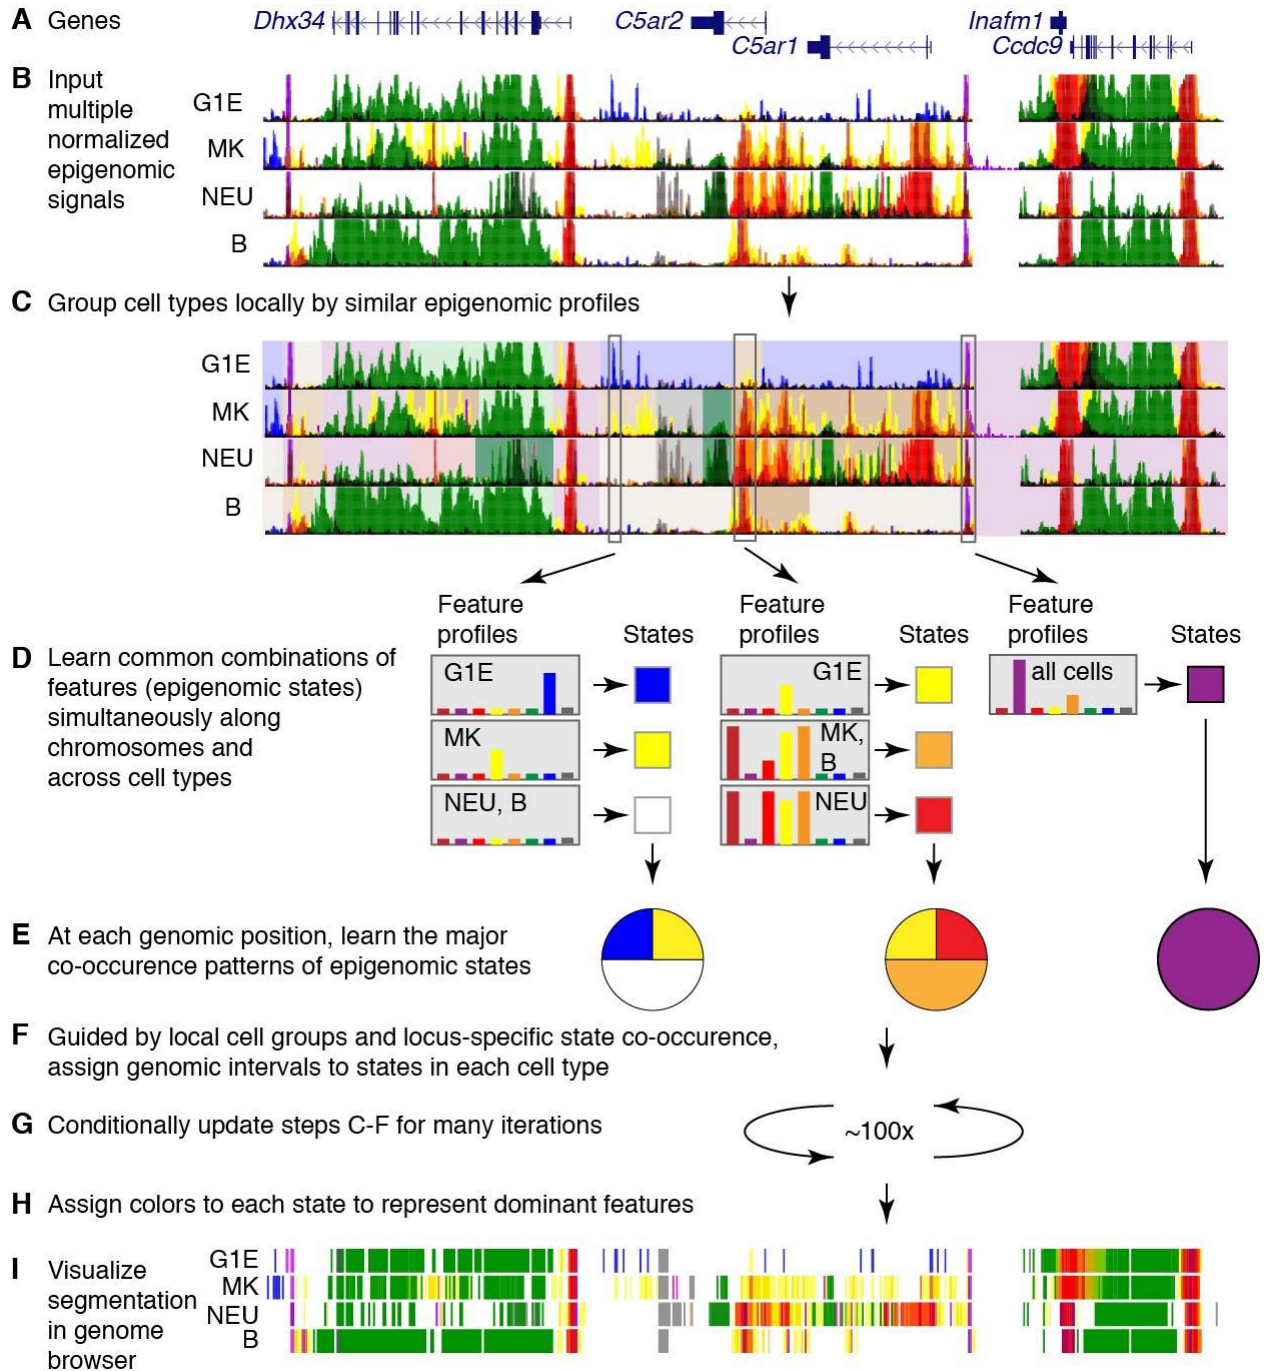 A Genes
Dhx34
C5ar2
C5ar1
Inafm1
Ccdc9
B Input
multiple
normalized
epigenomic
signals
G1E
MK
NEU
B
C Group cell types locally by similar epigenomic profiles
G1E
MK
NEU
B
Feature
profiles
States
Feature
profiles
States
Feature
profiles
States
D Learn common combinations of
features (epigenomic states)
simultaneously along
chromosomes and
across cell types
G1E
MK
NEU, B
G1E
MK,
B
NEU
all cells
E At each genomic position, learn the major
co-occurence patterns of epigenomic states
F Guided by local cell groups and locus-specific state co-occurence,
assign genomic intervals to states in each cell type
G Conditionally update steps C-F for many iterations
~100x
H Assign colors to each state to represent dominant features
I Visualize
segmentation
in genome
browser
G1E
MK
NEU
B